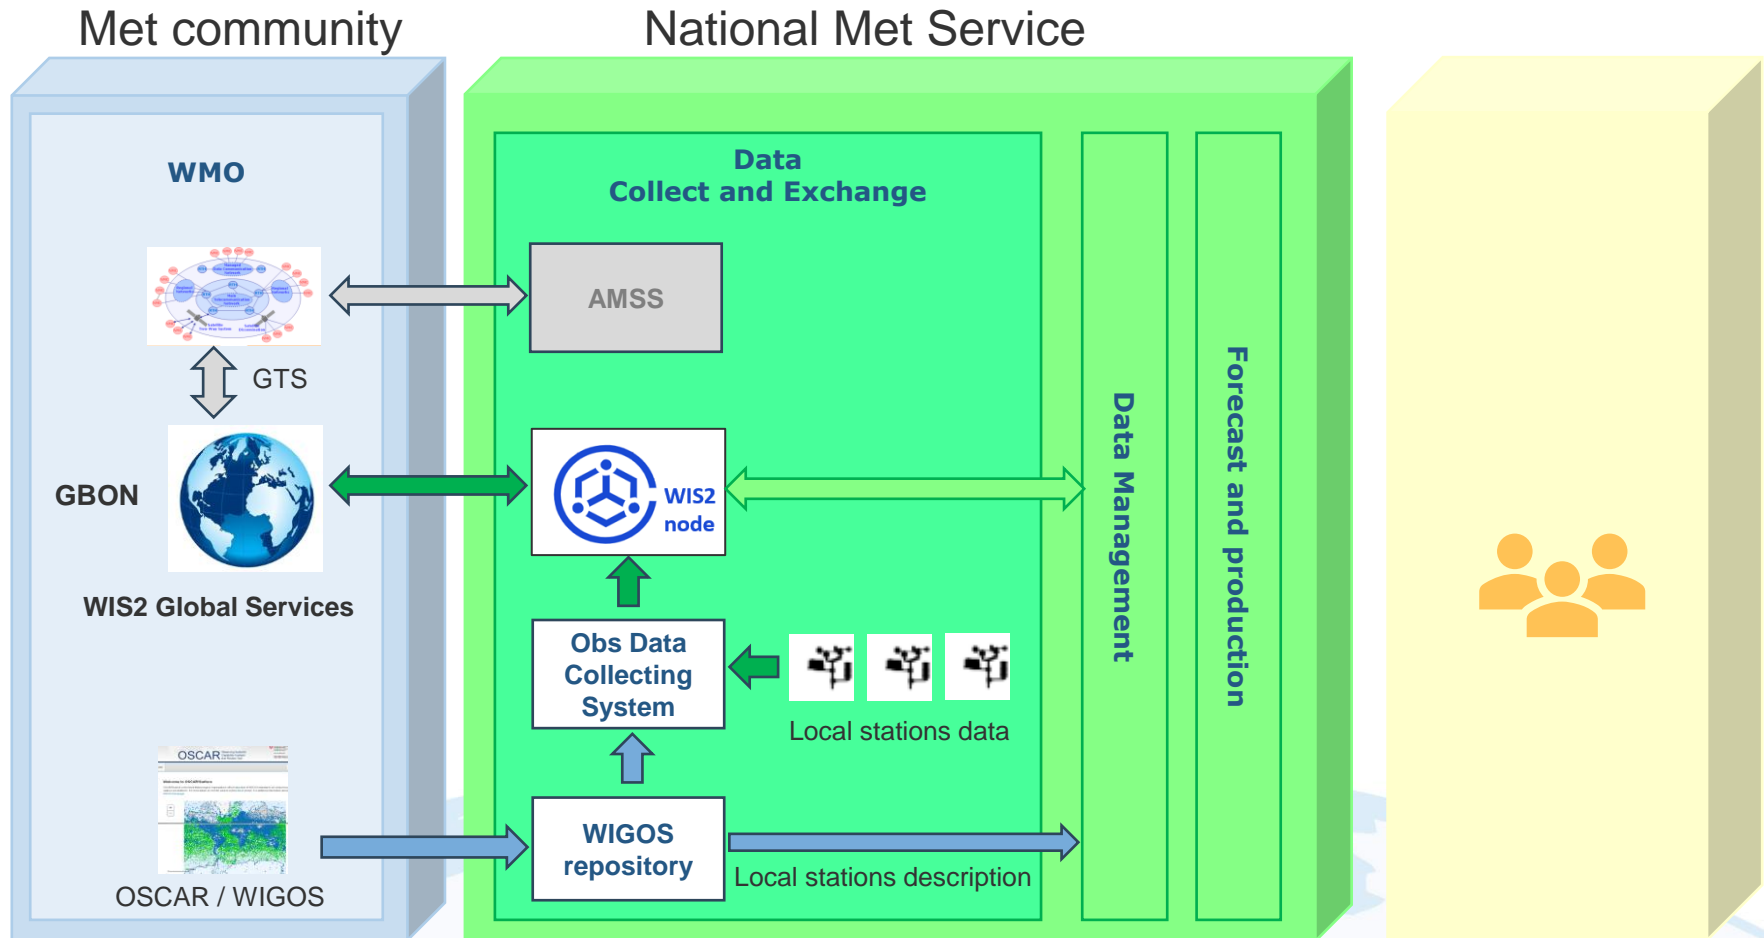 Met community
National Met Service
WMO
GTS
GBON
WIS2 Global Services
OSCAR
OSCAR / WIGOS
Data
Collect and Exchange
AMSS
WIS2
node
Obs Data
Collecting
System
Local stations data
WIGOS
repository
Local stations description
Data Management
Forecast and production